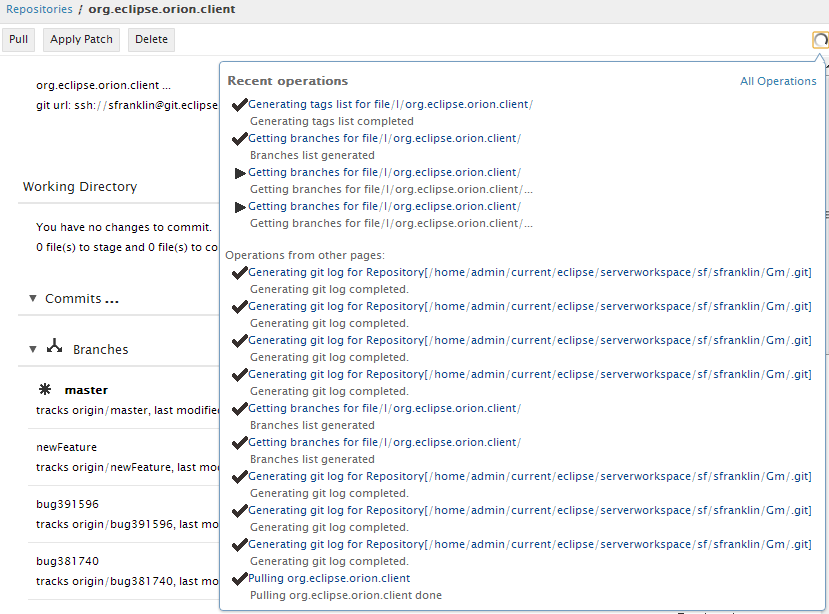 Repositories / org.eclipse.orion.client
Pull Apply Patch Delete
org.eclipse.orion.client ...
git url: ssh://sfranklin@git.eclipse
Working Directory
You have no changes to commit.
0 file(s) to stage and 0 file(s) to co
Commits ...
Branches
master
tracks origin/master, last modified
newFeature
tracks origin/newFeature, last mo
bug391596
tracks origin/bug391596, last mo
bug381740
tracks origin/bug381740, last mo
Recent operations All Operations
Generating tags list for file/l/org.eclipse.orion.client/
Generating tags list completed
Getting branches for file/l/org.eclipse.orion.client/
Branches list generated
Getting branches for file/l/org.eclipse.orion.client/
Getting branches for file/l/org.eclipse.orion.client/...
Getting branches for file/l/org.eclipse.orion.client/
Getting branches for file/l/org.eclipse.orion.client/...
Operations from other pages:
Generating git log for Repository[/home/admin/current/eclipse/serverworkspace/sf/sfranklin/Gm/.git]
Generating git log completed.
Generating git log for Repository[/home/admin/current/eclipse/serverworkspace/sf/sfranklin/Gm/.git]
Generating git log completed.
Generating git log for Repository[/home/admin/current/eclipse/serverworkspace/sf/sfranklin/Gm/.git]
Generating git log completed.
Generating git log for Repository[/home/admin/current/eclipse/serverworkspace/sf/sfranklin/Gm/.git]
Generating git log completed.
Getting branches for file/l/org.eclipse.orion.client/
Branches list generated
Getting branches for file/l/org.eclipse.orion.client/
Branches list generated
Generating git log for Repository[/home/admin/current/eclipse/serverworkspace/sf/sfranklin/Gm/.git]
Generating git log completed.
Generating git log for Repository[/home/admin/current/eclipse/serverworkspace/sf/sfranklin/Gm/.git]
Generating git log completed.
Generating git log for Repository[/home/admin/current/eclipse/serverworkspace/sf/sfranklin/Gm/.git]
Generating git log completed.
Pulling org.eclipse.orion.client
Pulling org.eclipse.orion.client done